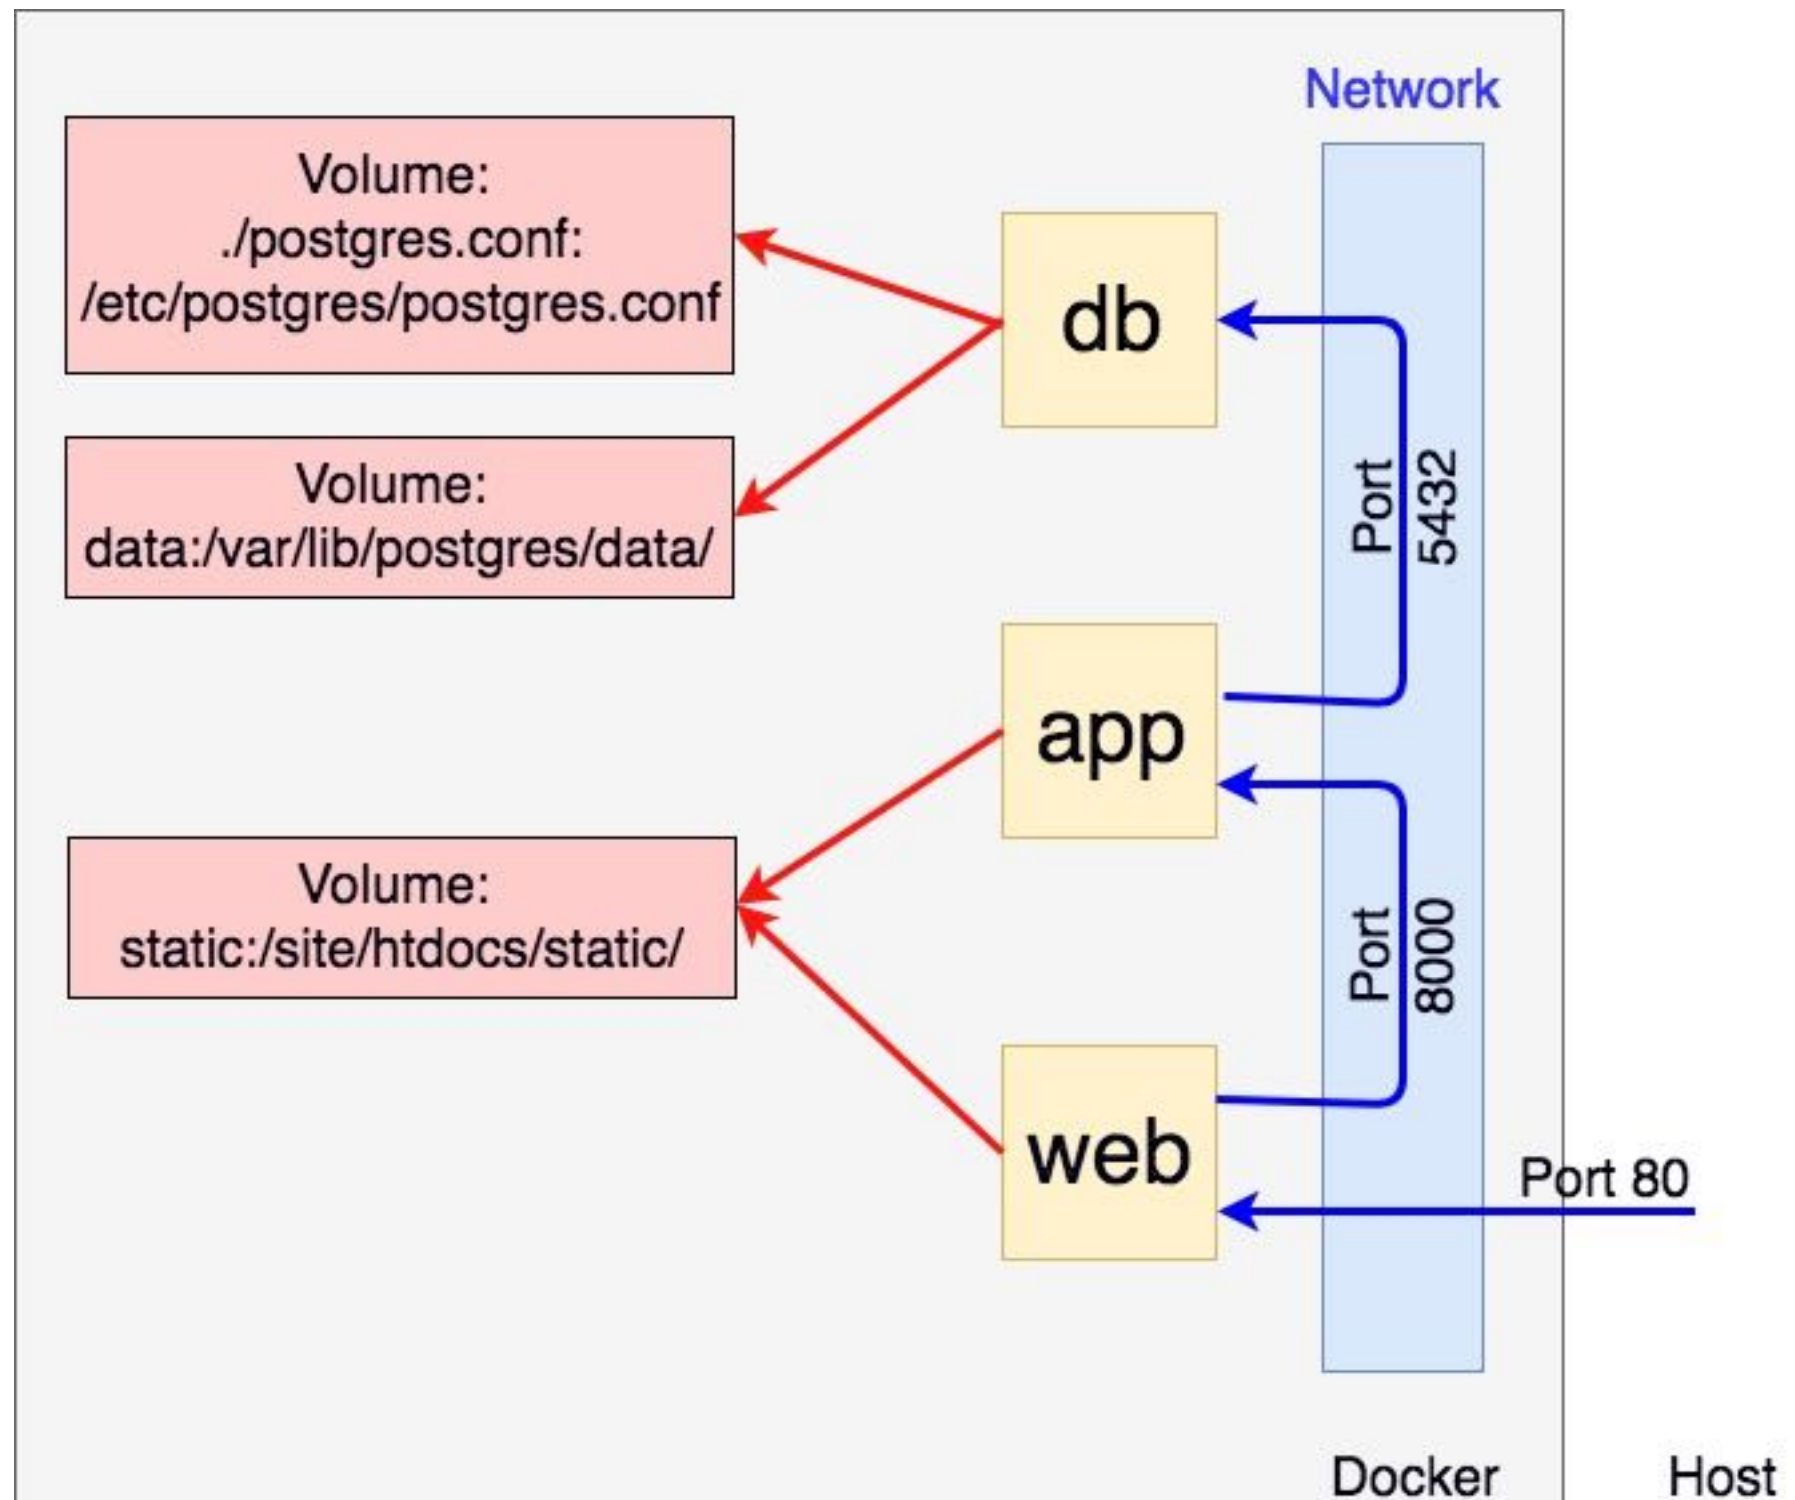 Network
Volume:
./postgres.conf:
/etc/postgres/postgres.conf
db
Volume:
data:/var/lib/postgres/data/
Port
5432
app
Volume:
static:/site/htdocs/static/
Port
8000
web
Port 80
Docker
Host